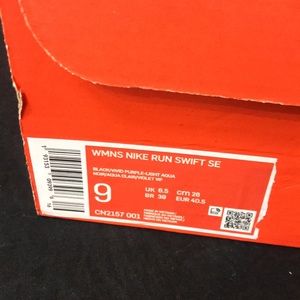 WMNS NIKE RUN SWIFT SE
BLACK/VIVID PURPLE-LIGHT AQUA
NOIR/AQUA CLAIR/VIOLET VIF
9
UK 6.5 cm 26
BR 38 EUR 40.5
CN2157 001